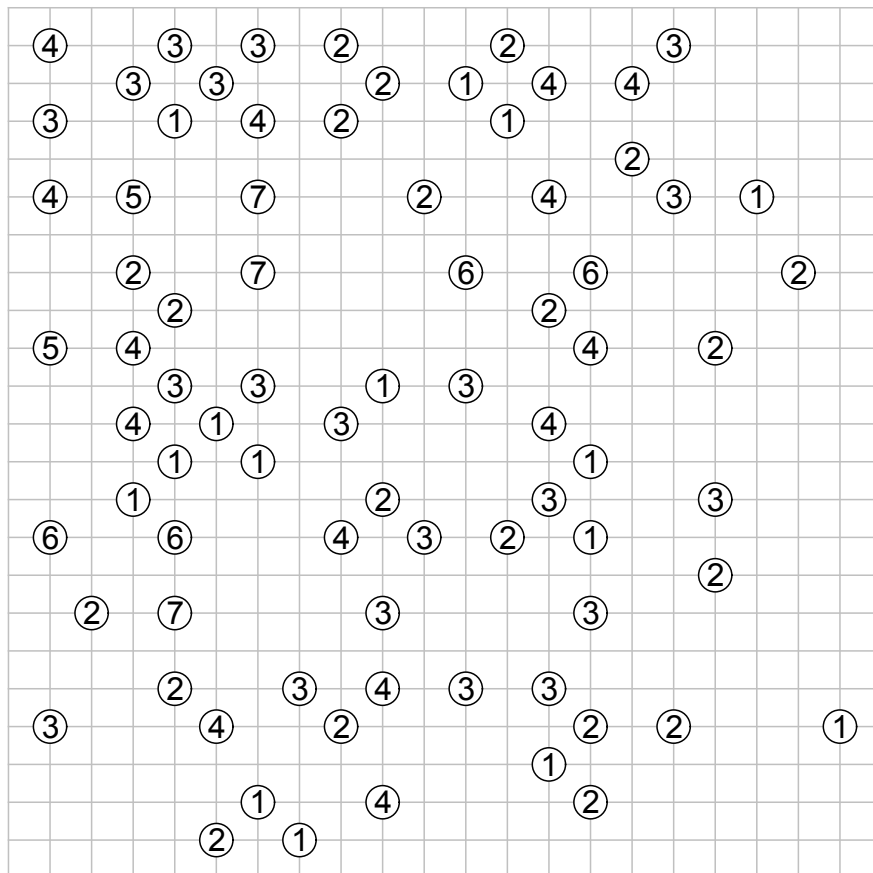 4 3 3 2 2 3
3 3 2 1 4 4
3 1 4 2 1
2
4 5 7 2 4 3 1
2 7 6 6 2
2 2
5 4 4 2
3 3 1 3
4 1 3 4
1 1 1
1 2 3 3
6 6 4 3 2 1
2
2 7 3 3
2 3 4 3 3
3 4 2 2 2 1
1
1 4 2
2 1